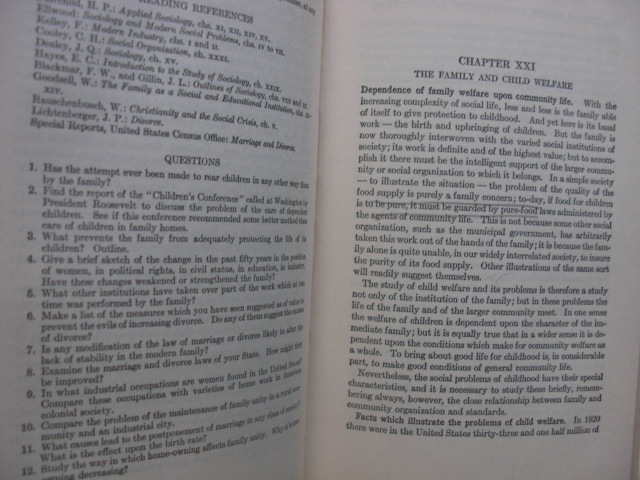 READING REFERENCES
H. P.: Applied Sociology, chs. XI, XII, XIV, XV.
Ellwood: Sociology and Modern Social Problems, chs. IV to VII.
Kelley, F.: Modern Industry, chs. I and II.
Cooley, C. H.: Social Organization, ch. XXXI.
Dealey, J. Q.: Sociology, ch. XV.
Hayes, E. C.: Introduction to the Study of Sociology, ch. XXIX.
Blackmar, F. W., and Gillin, J. L.: Outlines of Sociology, chs. VIII and IX.
Goodsell, W.: The Family as a Social and Educational Institution, chs.
XIV.
Rauschenbusch, W.: Christianity and the Social Crisis, ch. V.
Lichtenberger, J. P.: Divorce.
Special Reports, United States Census Office: Marriage and Divorce.
QUESTIONS
1. Has the attempt ever been made to rear children in any other way than
by the family?
2. Find the report of the "Children's Conference" called at Washington by
President Roosevelt to discuss the problem of the care of dependent
children. See if this conference recommended some better method than
care of children in family homes.
3. What prevents the family from adequately protecting the life of its
children? Outline.
4. Give a brief sketch of the change in the past fifty years in the position
of women, in political rights, in civil status, in education, in industry.
Have these changes weakened or strengthened the family?
5. What other institutions have taken over part of the work which at one
time was performed by the family?
6. Make a list of the measures which you have seen suggested as of value to
prevent the evils of increasing divorce. Do any of them suggest the causes
of divorce?
7. Is any modification of the law of marriage or divorce likely to alter the
lack of stability in the modern family?
8. Examine the marriage and divorce laws of your State. How might they
be improved?
9. In what industrial occupations are women found in the United States?
Compare these occupations with varieties of home work in American
colonial society.
10. Compare the problem of the maintenance of family unity in a rural
munity and an industrial city.
11. What causes lead to the postponement of marriage in any class of society?
What is the effect upon the birth rate?
12. Study the way in which home-owning affects family unity. Why is home-
owning decreasing?
CHAPTER XXI
THE FAMILY AND CHILD WELFARE
Dependence of family welfare upon community life. With the
increasing complexity of social life, less and less is the family able
of itself to give protection to childhood. And yet here is its basal
work — the birth and upbringing of children. But the family is
now thoroughly interwoven with the varied social institutions of
society; its work is definite and of the highest value; but to accom-
plish it there must be the intelligent support of the larger commu-
nity or social organization to which it belongs. In a simple society
— to illustrate the situation — the problem of the quality of the
food supply is purely a family concern; to-day, if food for children
is to be pure, it must be guarded by pure-food laws administered by
the agents of community life. This is not because some other social
organization, such as the municipal government, has arbitrarily
taken this work out of the hands of the family; it is because the fam-
ily alone is quite unable, in our widely interrelated society, to insure
the purity of its food supply. Other illustrations of the same sort
will readily suggest themselves.
The study of child welfare and its problems is therefore a study
not only of the institution of the family; but in these problems the
life of the family and of the larger community meet. In one sense
the welfare of children is dependent upon the character of the im-
mediate family; but it is equally true that in a wider sense it is de-
pendent upon the conditions which make for community welfare as
a whole. To bring about good life for childhood is, in considerable
part, to make good conditions of general community life.
Nevertheless, the social problems of childhood have their special
characteristics, and it is necessary to study these briefly, remem-
bering always, however, the close relationship between family and
community organization and standards.
Facts which illustrate the problems of child welfare. In 1920
there were in the United States thirty-three and one half million of